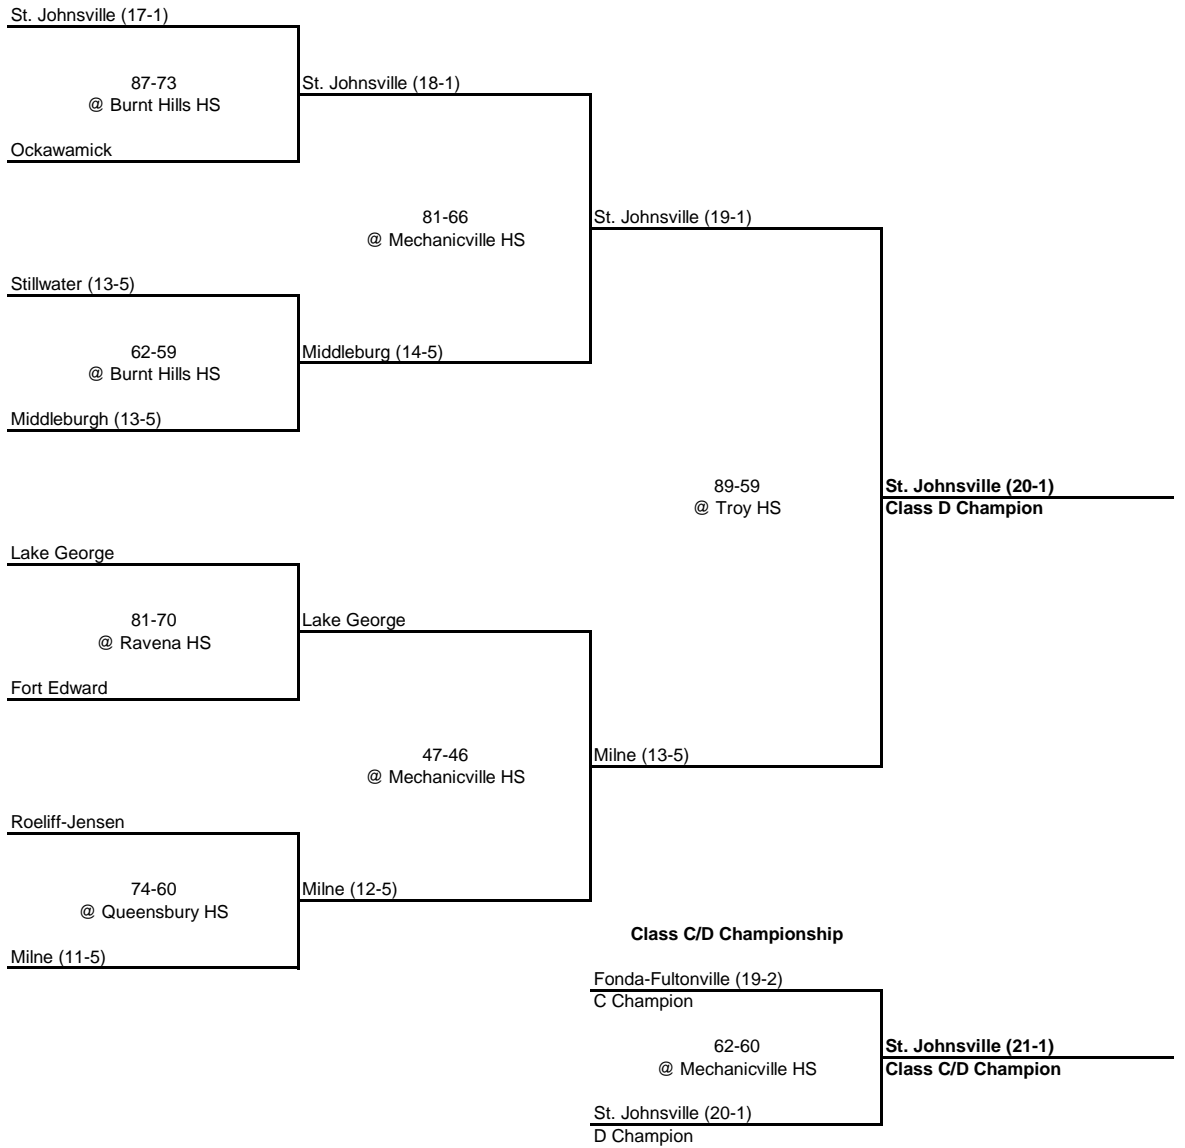 St. Johnsville (17-1)
87-73
@ Burnt Hills HS
St. Johnsville (18-1)
Ockawamick
81-66
@ Mechanicville HS
St. Johnsville (19-1)
Stillwater (13-5)
62-59
@ Burnt Hills HS
Middleburg (14-5)
Middleburgh (13-5)
89-59
@ Troy HS
St. Johnsville (20-1)
Class D Champion
Lake George
81-70
@ Ravena HS
Lake George
Fort Edward
47-46
@ Mechanicville HS
Milne (13-5)
Roeliff-Jensen
74-60
@ Queensbury HS
Milne (12-5)
Milne (11-5)
Class C/D Championship
Fonda-Fultonville (19-2)
C Champion
62-60
@ Mechanicville HS
St. Johnsville (21-1)
Class C/D Champion
St. Johnsville (20-1)
D Champion